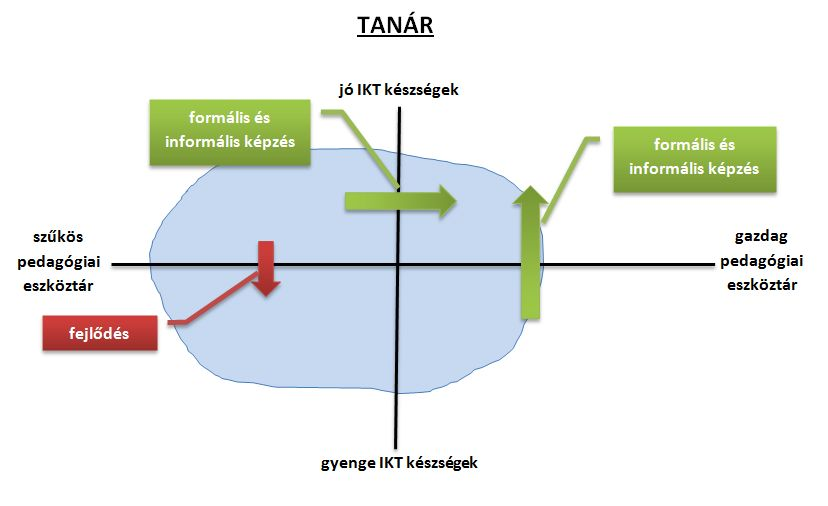 TANÁR
jó IKT készségek
formális és
informális képzés
formális és
informális képzés
szűkös
pedagógiai
eszköztár
gazdag
pedagógiai
eszköztár
fejlődés
gyenge IKT készségek